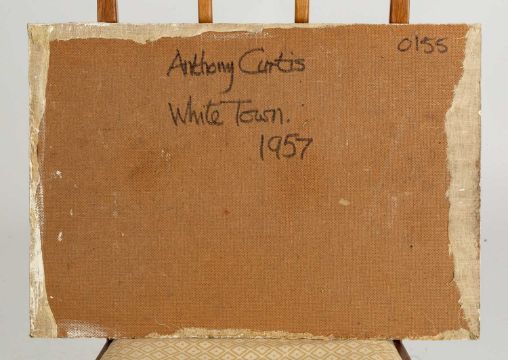 0155
Anthony Curtis
White Town.
1957